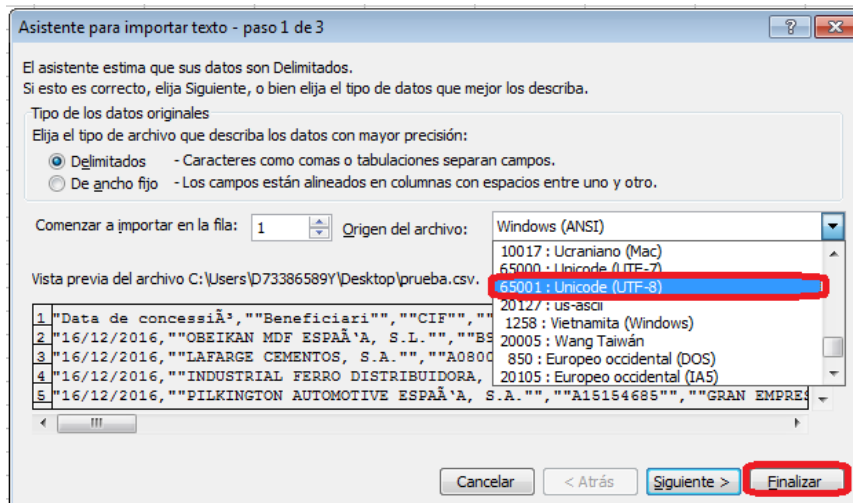 Asistente para importar texto - paso 1 de 3
El asistente estima que sus datos son Delimitados.
Si esto es correcto, elija Siguiente, o bien elija el tipo de datos que mejor los describa.
Tipo de los datos originales
Elija el tipo de archivo que describa los datos con mayor precisión:
Delimitados - Caracteres como comas o tabulaciones separan campos.
De ancho fijo - Los campos están alineados en columnas con espacios entre uno y otro.
Comenzar a importar en la fila: 1 Origen del archivo: Windows (ANSI)
10017 : Ucraniano (Mac)
65000 : Unicode (UTF-7)
65001 : Unicode (UTF-8)
20127 : us-ascii
1258 : Vietnamita (Windows)
20005 : Wang Taiwán
850 : Europeo occidental (DOS)
20105 : Europeo occidental (IA5)
Vista previa del archivo C:\Users\D73386589Y\Desktop\prueba.csv.
1 "Data de concessiÃ³,""Beneficiari"",""CIF"",""
2 "16/12/2016,""OBEIKAN MDF ESPAÃ‘A, S.L."",""B5
3 "16/12/2016,""LAFARGE CEMENTOS, S.A."",""A0800
4 "16/12/2016,""INDUSTRIAL FERRO DISTRIBUIDORA,
5 "16/12/2016,""PILKINGTON AUTOMOTIVE ESPAÃ‘A, S.A."",""A15154685"",""GRAN EMPRES
Cancelar < Atrás Siguiente > Finalizar